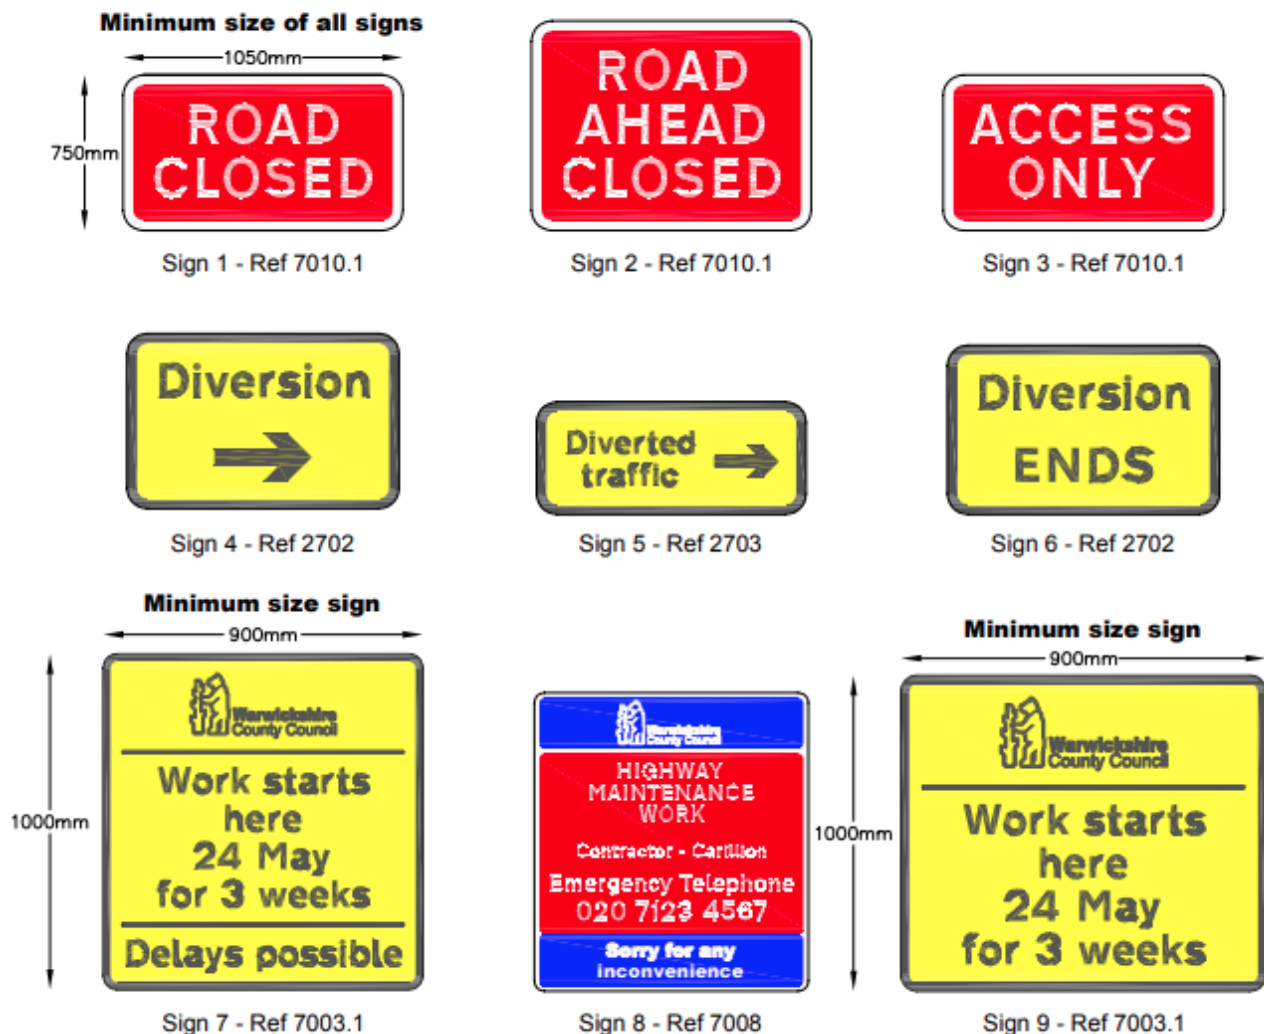 Minimum size of all signs
1050mm
750mm
ROAD
CLOSED
Sign 1 - Ref 7010.1
ROAD
AHEAD
CLOSED
Sign 2 - Ref 7010.1
ACCESS
ONLY
Sign 3 - Ref 7010.1
Diversion
Sign 4 - Ref 2702
Diverted
traffic
Sign 5 - Ref 2703
Diversion
ENDS
Sign 6 - Ref 2702
Minimum size sign
900mm
1000mm
Warwickshire
County Council
Work starts
here
24 May
for 3 weeks
Delays possible
Sign 7 - Ref 7003.1
Warwickshire
County Council
HIGHWAY
MAINTENANCE
WORK
Contractor - Carillion
Emergency Telephone
020 7123 4567
Sorry for any
inconvenience
Sign 8 - Ref 7008
Minimum size sign
900mm
1000mm
Warwickshire
County Council
Work starts
here
24 May
for 3 weeks
Sign 9 - Ref 7003.1